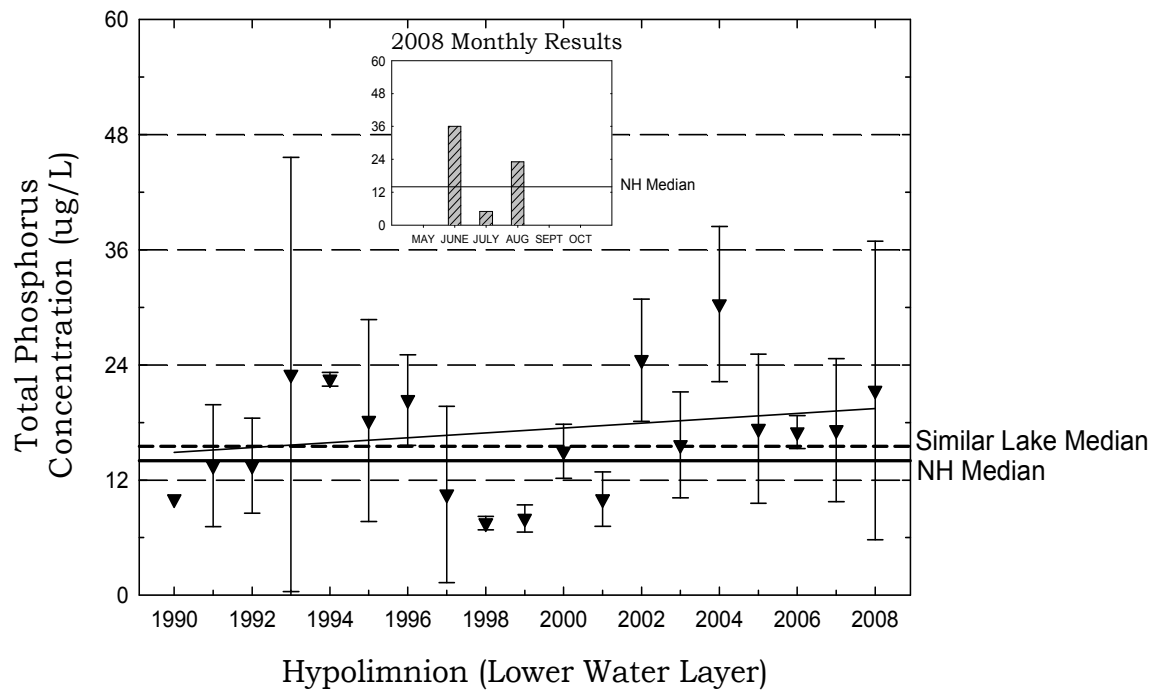 2008 Monthly Results
60
48
36
24
12
0
NH Median
MAY JUNE JULY AUG SEPT OCT
60
48
36
24
12
0
Total Phosphorus
Concentration (ug/L)
Similar Lake Median
NH Median
1990 1992 1994 1996 1998 2000 2002 2004 2006 2008
Hypolimnion (Lower Water Layer)